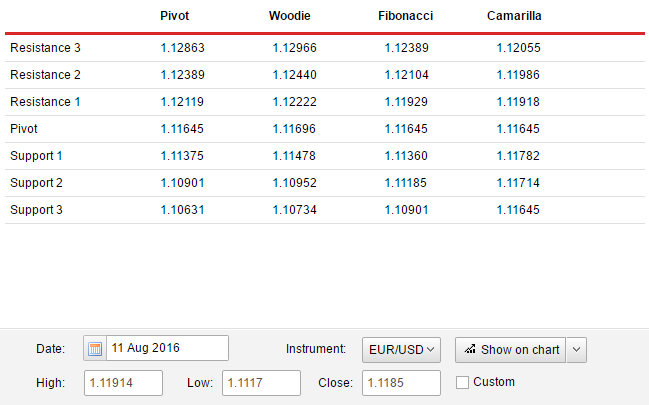 Pivot Woodie Fibonacci Camarilla
Resistance 3 1.12863 1.12966 1.12389 1.12055
Resistance 2 1.12389 1.12440 1.12104 1.11986
Resistance 1 1.12119 1.12222 1.11929 1.11918
Pivot 1.11645 1.11696 1.11645 1.11645
Support 1 1.11375 1.11478 1.11360 1.11782
Support 2 1.10901 1.10952 1.11185 1.11714
Support 3 1.10631 1.10734 1.10901 1.11645
Date: 11 Aug 2016 Instrument: EUR/USD Show on chart
High: 1.11914 Low: 1.1117 Close: 1.1185 Custom